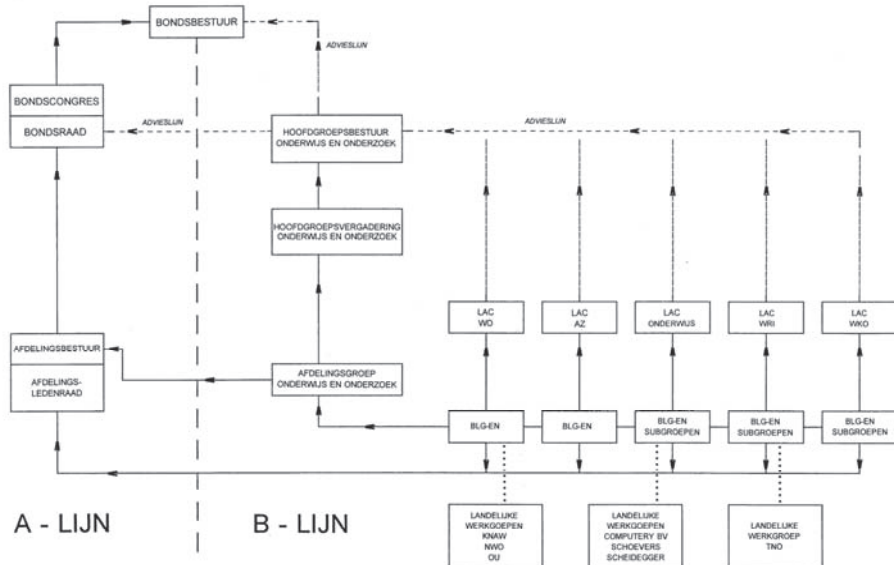 BONDSBESTUUR
ADVIESLIJN
BONDSCONGRES
BONDSRAAD
ADVIESLIJN
HOOFDGROEPSBESTUUR
ONDERWIJS EN ONDERZOEK
ADVIESLIJN
HOOFDGROEPSVERGADERING
ONDERWIJS EN ONDERZOEK
LAC
WO
LAC
AZ
LAC
ONDERWIJS
LAC
WRI
LAC
WKO
AFDELINGSBESTUUR
AFDELINGS-
LEDENRAAD
AFDELINGSGROEP
ONDERWIJS EN ONDERZOEK
BLG-EN
BLG-EN
BLG-EN
SUBGROEPEN
BLG-EN
SUBGROEPEN
BLG-EN
SUBGROEPEN
A - LIJN
B - LIJN
LANDELIJKE
WERKGOEPEN
KNAW
NWO
OU
LANDELIJKE
WERKGOEPEN
COMPUTERY BV
SCHOEVERS
SCHEIDEGGER
LANDELIJKE
WERKGROEP
TNO